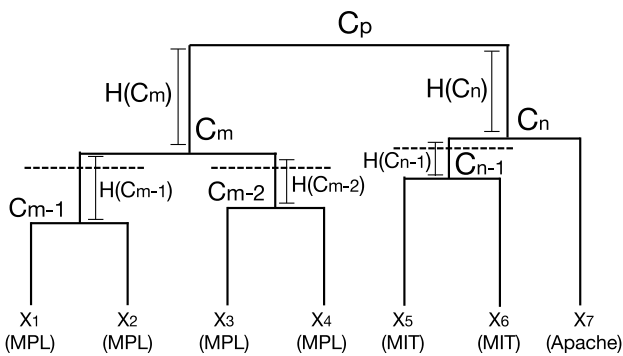 Cp
H(Cm)
H(Cn)
Cm
Cn
H(Cn-1)
Cn-1
H(Cm-1)
H(Cm-2)
Cm-1
Cm-2
X1 X2 X3 X4 X5 X6 X7
(MPL) (MPL) (MPL) (MPL) (MIT) (MIT) (Apache)